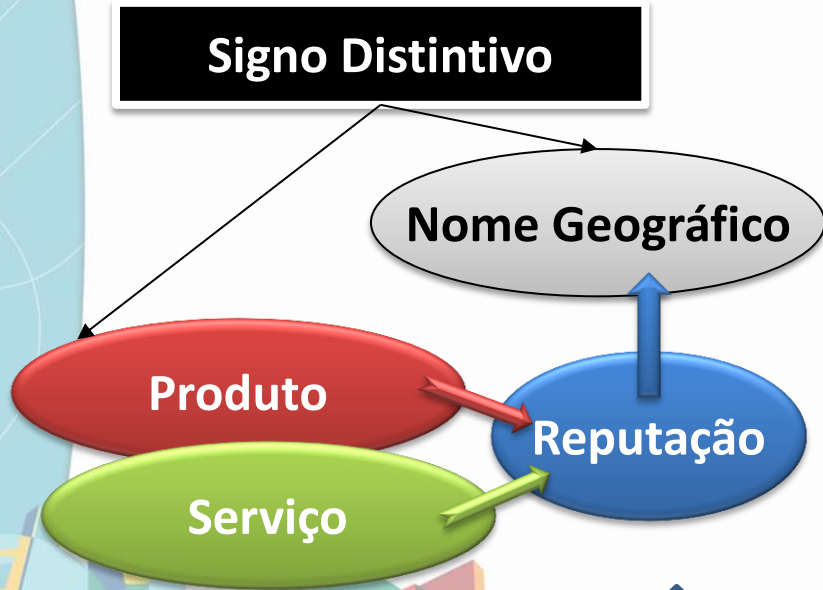 Signo Distintivo
Nome Geográfico
Produto
Reputação
Serviço